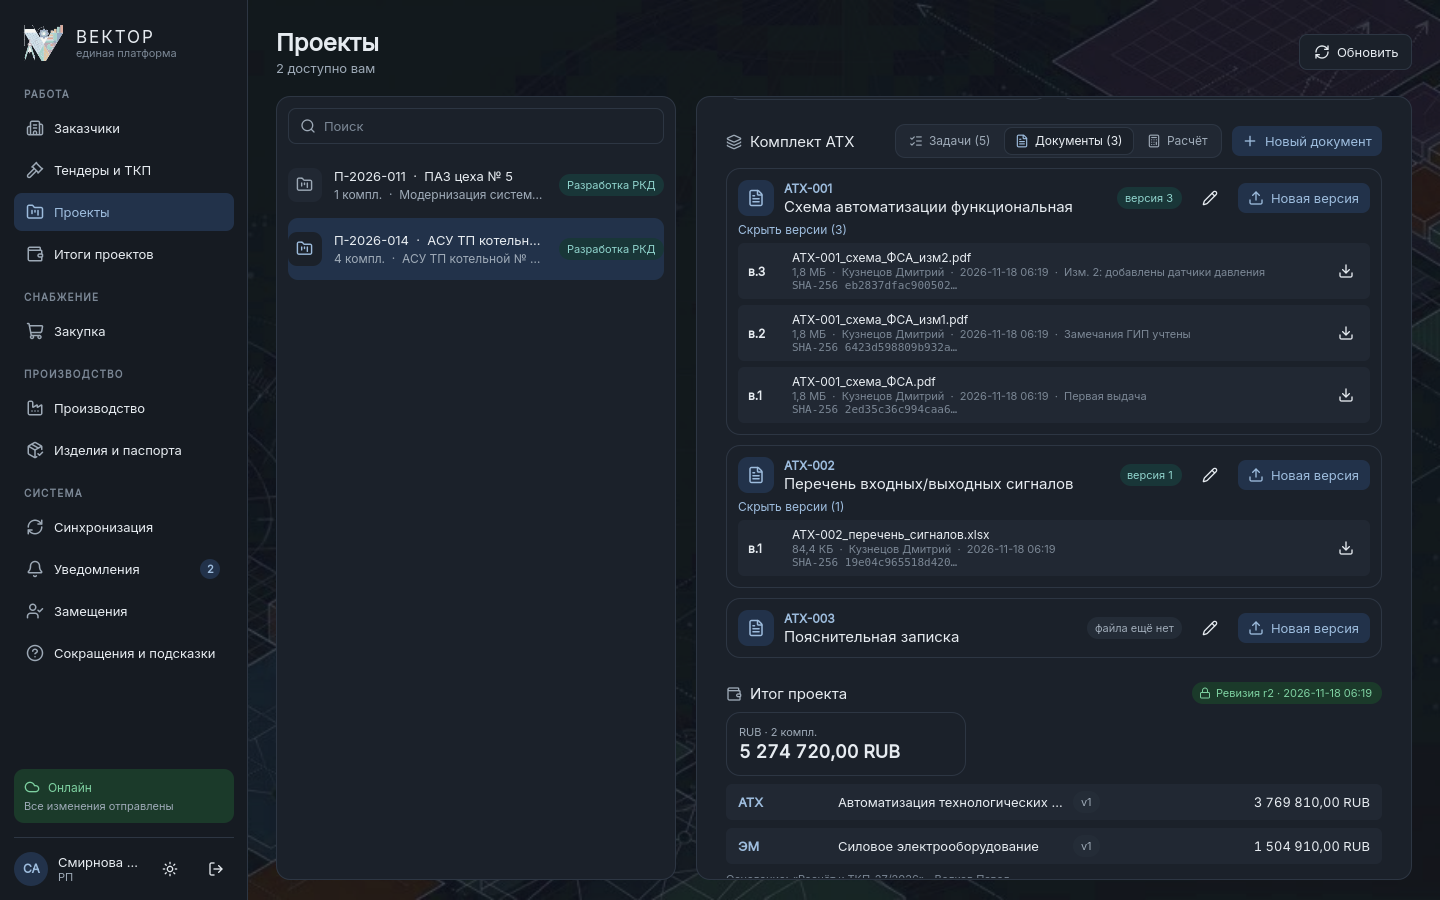 ВЕКТОР
единая платформа
РАБОТА
Заказчики
Тендеры и ТКП
Проекты
Итоги проектов
СНАБЖЕНИЕ
Закупка
ПРОИЗВОДСТВО
Производство
Изделия и паспорта
СИСТЕМА
Синхронизация
Уведомления 2
Замещения
Сокращения и подсказки
Онлайн
Все изменения отправлены
СА Смирнова ...
РП
Проекты
2 доступно вам
Обновить
Поиск
П-2026-011 · ПАЗ цеха № 5
1 компл. · Модернизация систем...
Разработка РКД
П-2026-014 · АСУ ТП котельн...
4 компл. · АСУ ТП котельной № ...
Разработка РКД
Комплект АТХ
Задачи (5) Документы (3) Расчёт
Новый документ
АТХ-001
Схема автоматизации функциональная
версия 3
Новая версия
Скрыть версии (3)
в.3
АТХ-001_схема_ФСА_изм2.pdf
1,8 МБ · Кузнецов Дмитрий · 2026-11-18 06:19 · Изм. 2: добавлены датчики давления
SHA-256 eb2837dfac900502…
в.2
АТХ-001_схема_ФСА_изм1.pdf
1,8 МБ · Кузнецов Дмитрий · 2026-11-18 06:19 · Замечания ГИП учтены
SHA-256 6423d598809b932a…
в.1
АТХ-001_схема_ФСА.pdf
1,8 МБ · Кузнецов Дмитрий · 2026-11-18 06:19 · Первая выдача
SHA-256 2ed35c36c994caa6…
АТХ-002
Перечень входных/выходных сигналов
версия 1
Новая версия
Скрыть версии (1)
в.1
АТХ-002_перечень_сигналов.xlsx
84,4 КБ · Кузнецов Дмитрий · 2026-11-18 06:19
SHA-256 19e04c965518d420…
АТХ-003
Пояснительная записка
файла ещё нет
Новая версия
Итог проекта
Ревизия r2 · 2026-11-18 06:19
RUB · 2 компл.
5 274 720,00 RUB
АТХ Автоматизация технологических ... v1 3 769 810,00 RUB
ЭМ Силовое электрооборудование v1 1 504 910,00 RUB